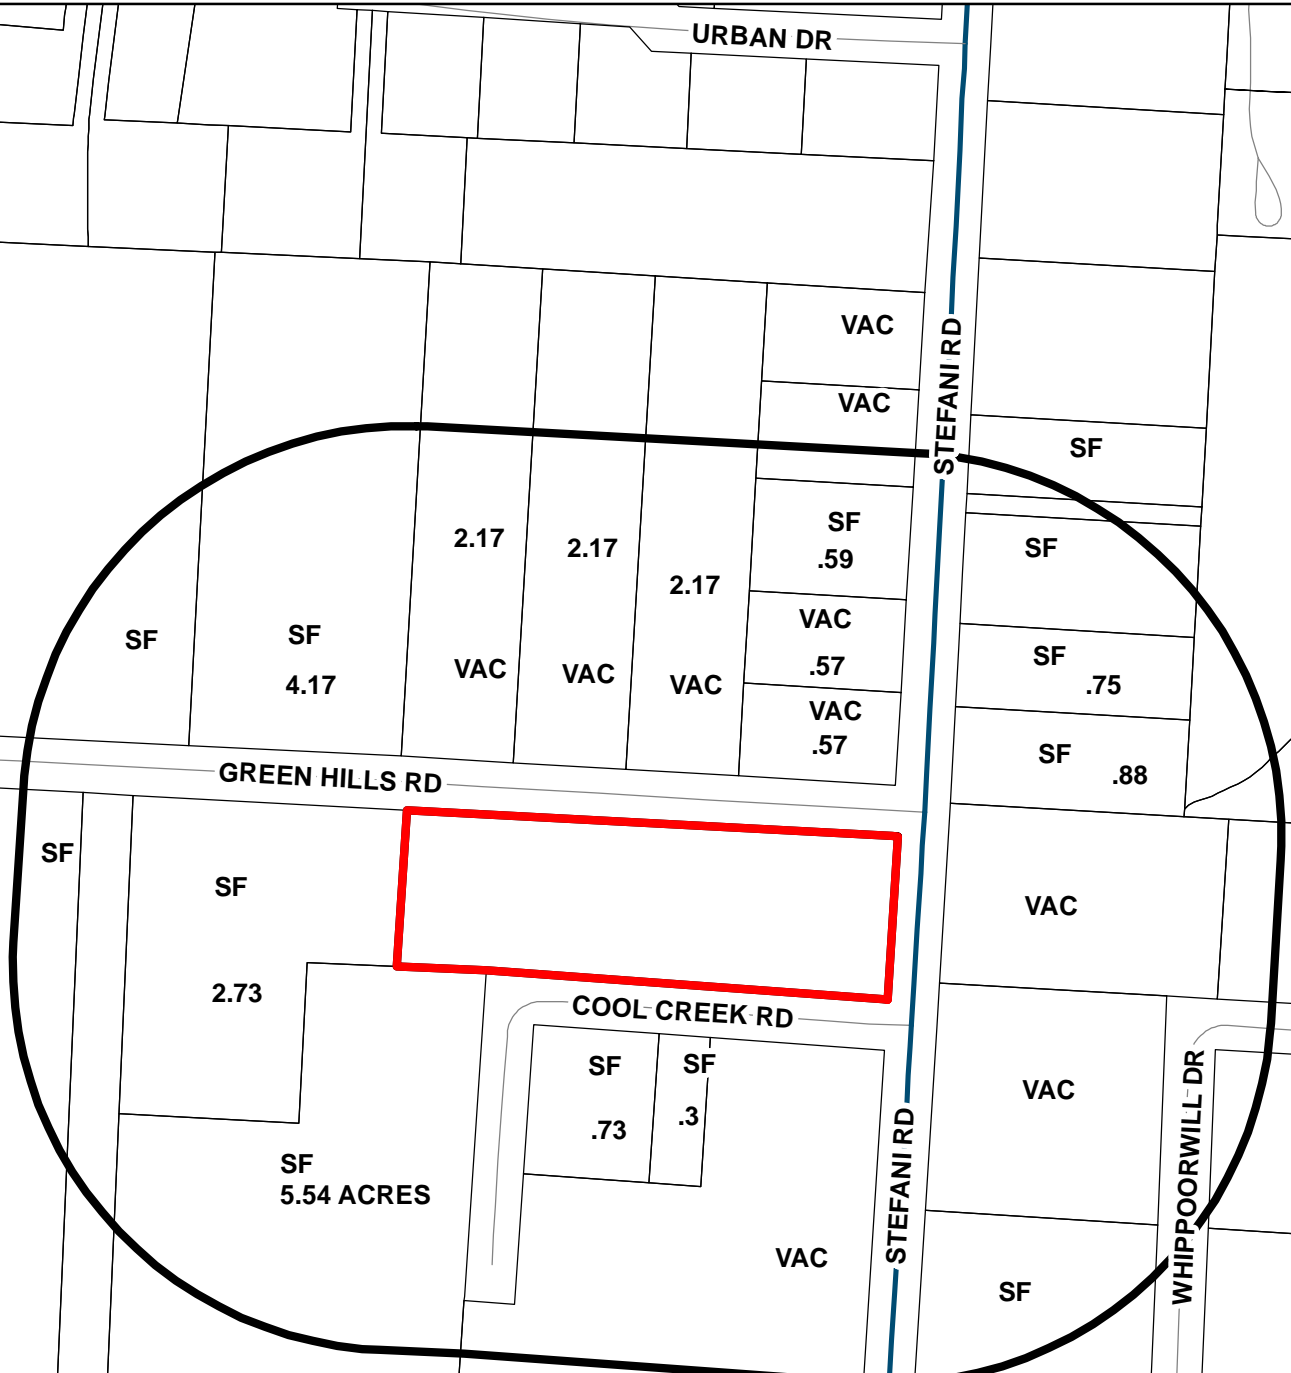 URBAN DR
VAC
STEFANI RD
VAC
SF
SF
.59
SF
2.17
2.17
2.17
VAC
.57
SF
SF
4.17
VAC
VAC
VAC
SF
.75
VAC
.57
SF
.88
GREEN HILLS RD
SF
SF
2.73
VAC
COOL CREEK RD
SF
.73
SF
.3
VAC
WHIPPOORWILL DR
SF
5.54 ACRES
STEFANI RD
VAC
SF